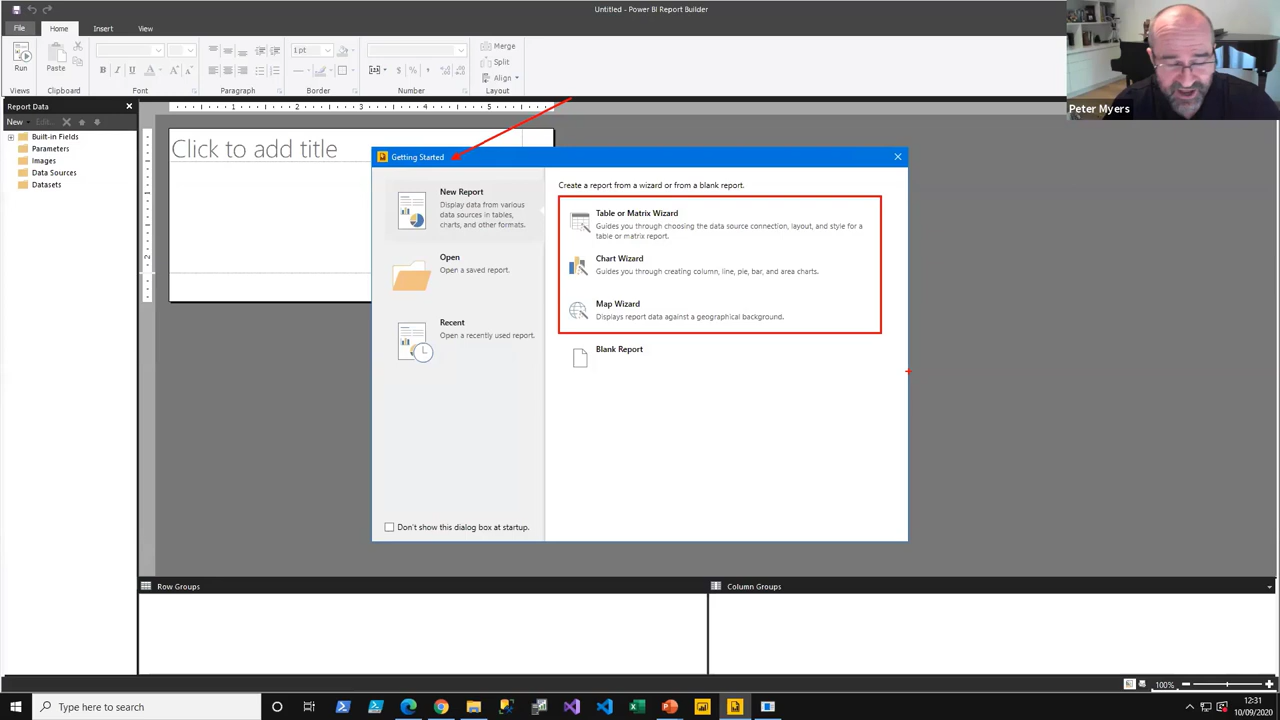 Untitled - Power BI Report Builder
File
Home
Insert
View
Run
Paste
B
I
U
A
1 pt
$
%
Merge
Split
Align
Views
Clipboard
Font
Paragraph
Border
Number
Layout
Peter Myers
Report Data
New
Edit...
Built-in Fields
Parameters
Images
Data Sources
Datasets
1
2
3
4
5
Click to add title
Getting Started
New Report
Display data from various
data sources in tables,
charts, and other formats.
Open
Open a saved report.
Recent
Open a recently used report.
Don't show this dialog box at startup.
Create a report from a wizard or from a blank report.
Table or Matrix Wizard
Guides you through choosing the data source connection, layout, and style for a
table or matrix report.
Chart Wizard
Guides you through creating column, line, pie, bar, and area charts.
Map Wizard
Displays report data against a geographical background.
Blank Report
Row Groups
Column Groups
100%
Type here to search
12:31
10/09/2020